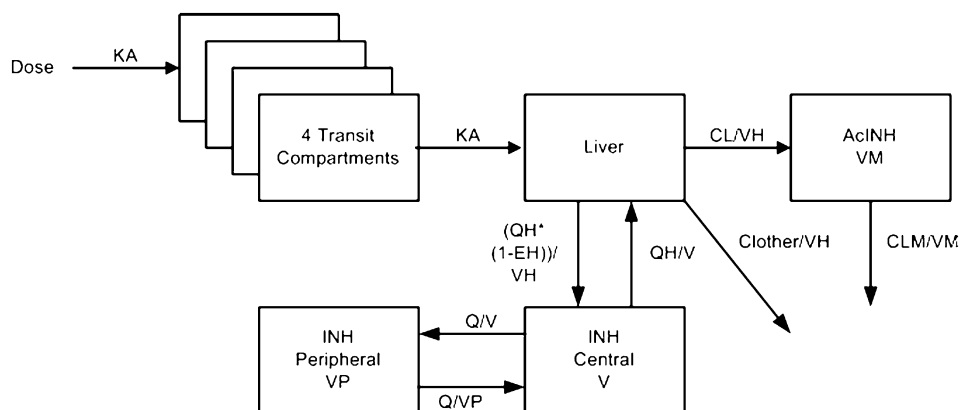 Dose
KA
4 Transit
Compartments
KA
Liver
CL/VH
AcINH
VM
(QH*
(1-EH))/
VH
QH/V
Clother/VH
CLM/VM
INH
Peripheral
VP
Q/V
Q/VP
INH
Central
V